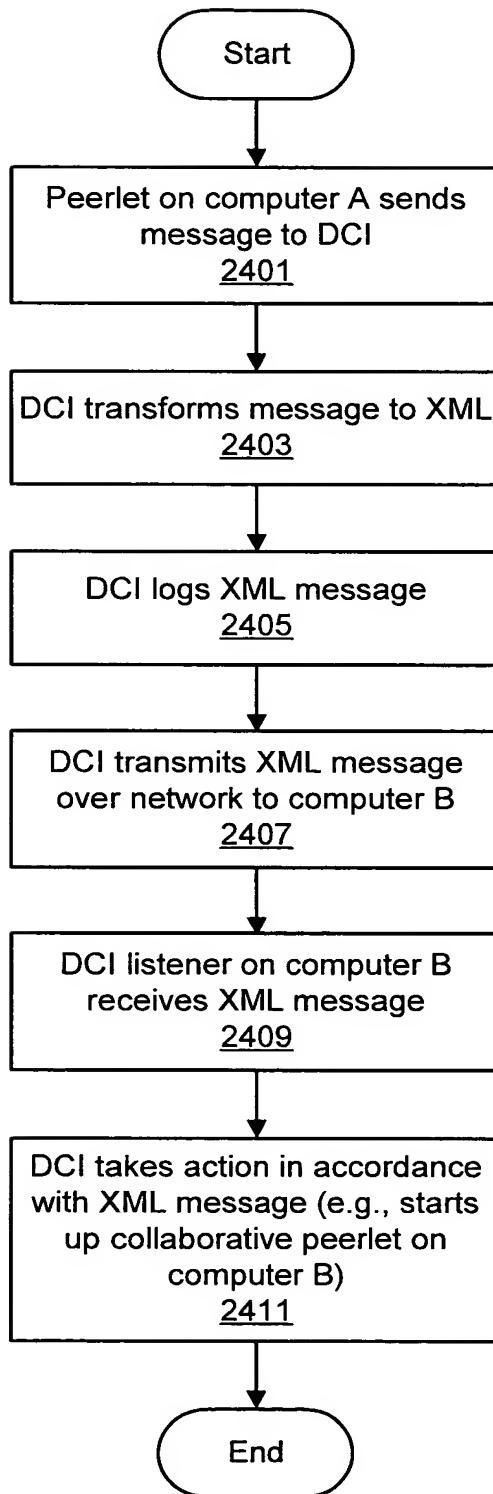 Start
Peerlet on computer A sends
message to DCI
2401
DCI transforms message to XML
2403
DCI logs XML message
2405
DCI transmits XML message
over network to computer B
2407
DCI listener on computer B
receives XML message
2409
DCI takes action in accordance
with XML message (e.g., starts
up collaborative peerlet on
computer B)
2411
End